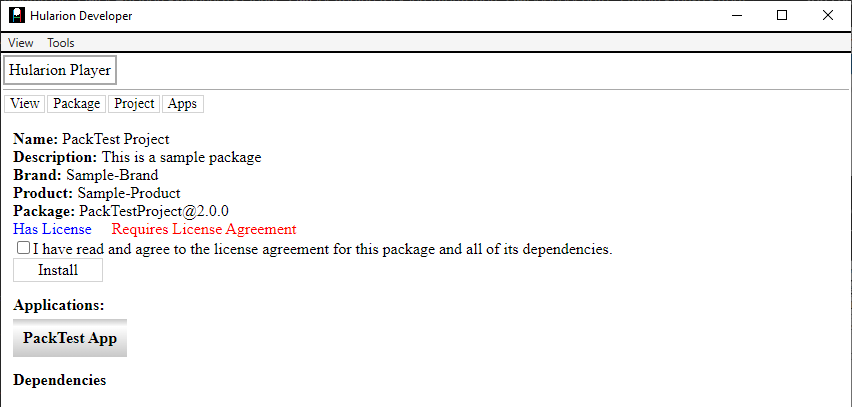 Hularion Developer
View Tools
Hularion Player
View Package Project Apps
Name: PackTest Project
Description: This is a sample package
Brand: Sample-Brand
Product: Sample-Product
Package: PackTestProject@2.0.0
Has License Requires License Agreement
I have read and agree to the license agreement for this package and all of its dependencies.
Install
Applications:
PackTest App
Dependencies